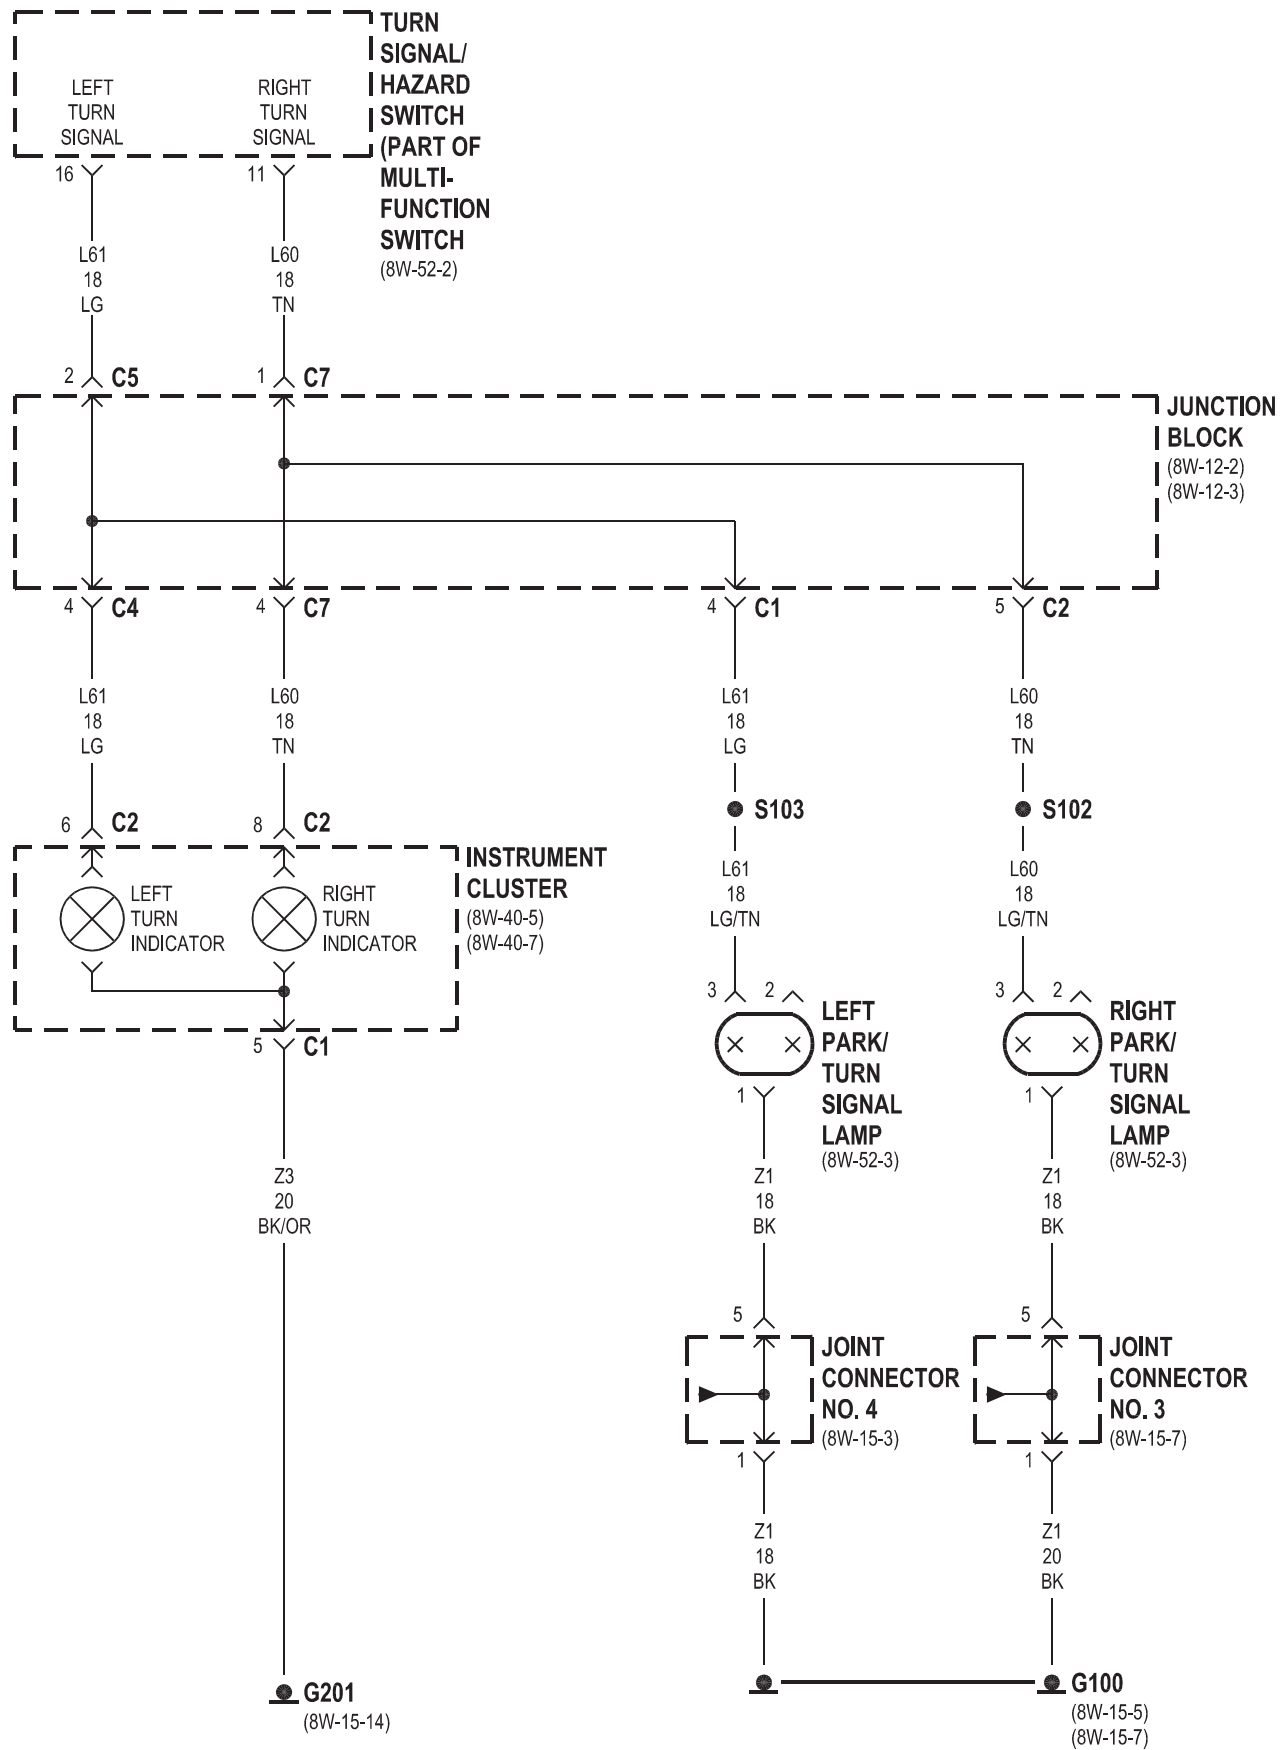 TURN
SIGNAL/
HAZARD
SWITCH
(PART OF
MULTI-
FUNCTION
SWITCH
(8W-52-2)
LEFT
TURN
SIGNAL
RIGHT
TURN
SIGNAL
16
11
L61
18
LG
L60
18
TN
2 C5
1 C7
JUNCTION
BLOCK
(8W-12-2)
(8W-12-3)
4 C4
4 C7
4 C1
5 C2
L61
18
LG
L60
18
TN
L61
18
LG
L60
18
TN
S103
S102
6 C2
8 C2
INSTRUMENT
CLUSTER
(8W-40-5)
(8W-40-7)
LEFT
TURN
INDICATOR
RIGHT
TURN
INDICATOR
L61
18
LG/TN
L60
18
LG/TN
5 C1
3 2
LEFT
PARK/
TURN
SIGNAL
LAMP
(8W-52-3)
1
3 2
RIGHT
PARK/
TURN
SIGNAL
LAMP
(8W-52-3)
1
Z3
20
BK/OR
Z1
18
BK
Z1
18
BK
5
JOINT
CONNECTOR
NO. 4
(8W-15-3)
1
5
JOINT
CONNECTOR
NO. 3
(8W-15-7)
1
Z1
18
BK
Z1
20
BK
G201
(8W-15-14)
G100
(8W-15-5)
(8W-15-7)